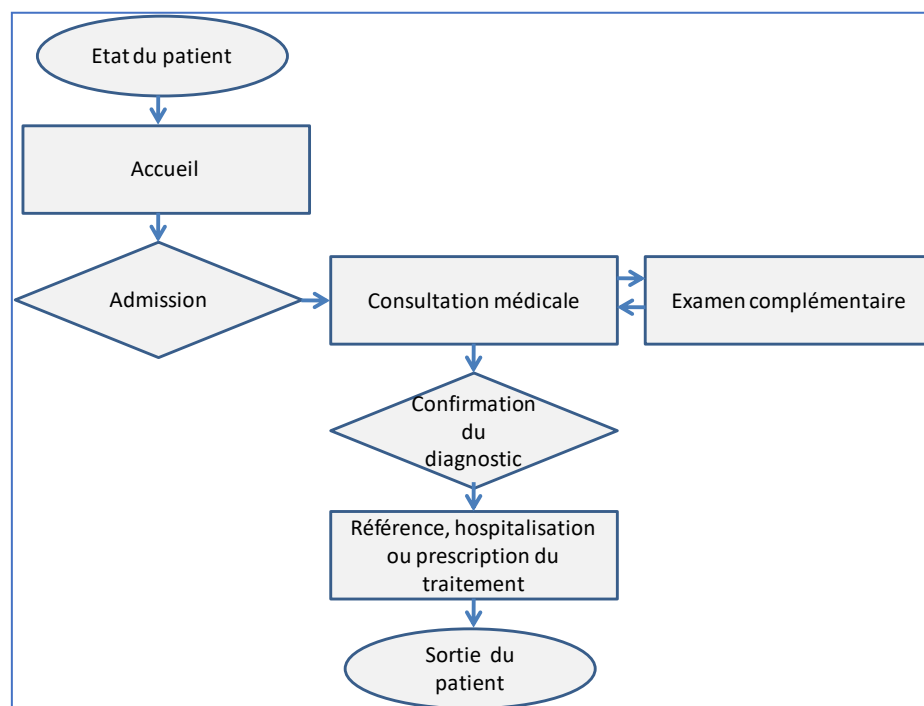 Etat du patient
Accueil
Admission
Consultation médicale
Examen complémentaire
Confirmation
du
diagnostic
Référence, hospitalisation
ou prescription du
traitement
Sortie du
patient